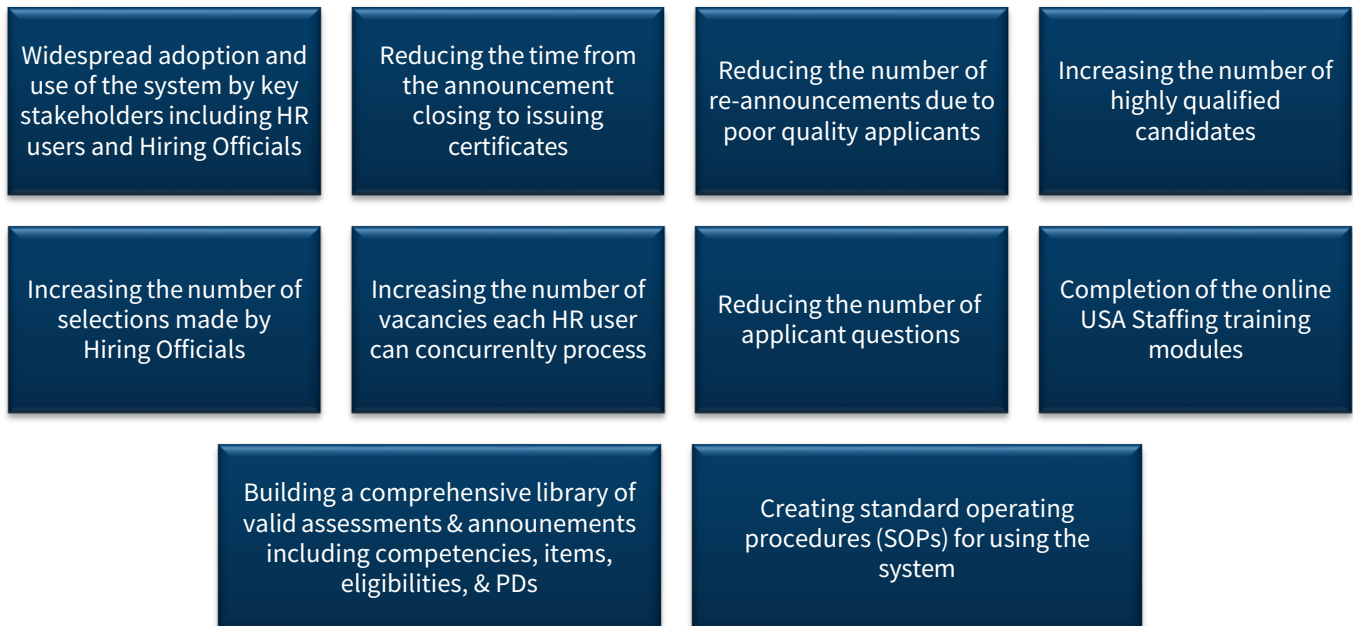 Widespread adoption and
use of the system by key
stakeholders including HR
users and Hiring Officials
Reducing the time from
the announcement
closing to issuing
certificates
Reducing the number of
re-announcements due to
poor quality applicants
Increasing the number of
highly qualified
candidates
Increasing the number of
selections made by
Hiring Officials
Increasing the number of
vacancies each HR user
can concurrenlty process
Reducing the number of
applicant questions
Completion of the online
USA Staffing training
modules
Building a comprehensive library of
valid assessments & announements
including competencies, items,
eligibilities, & PDs
Creating standard operating
procedures (SOPs) for using the
system